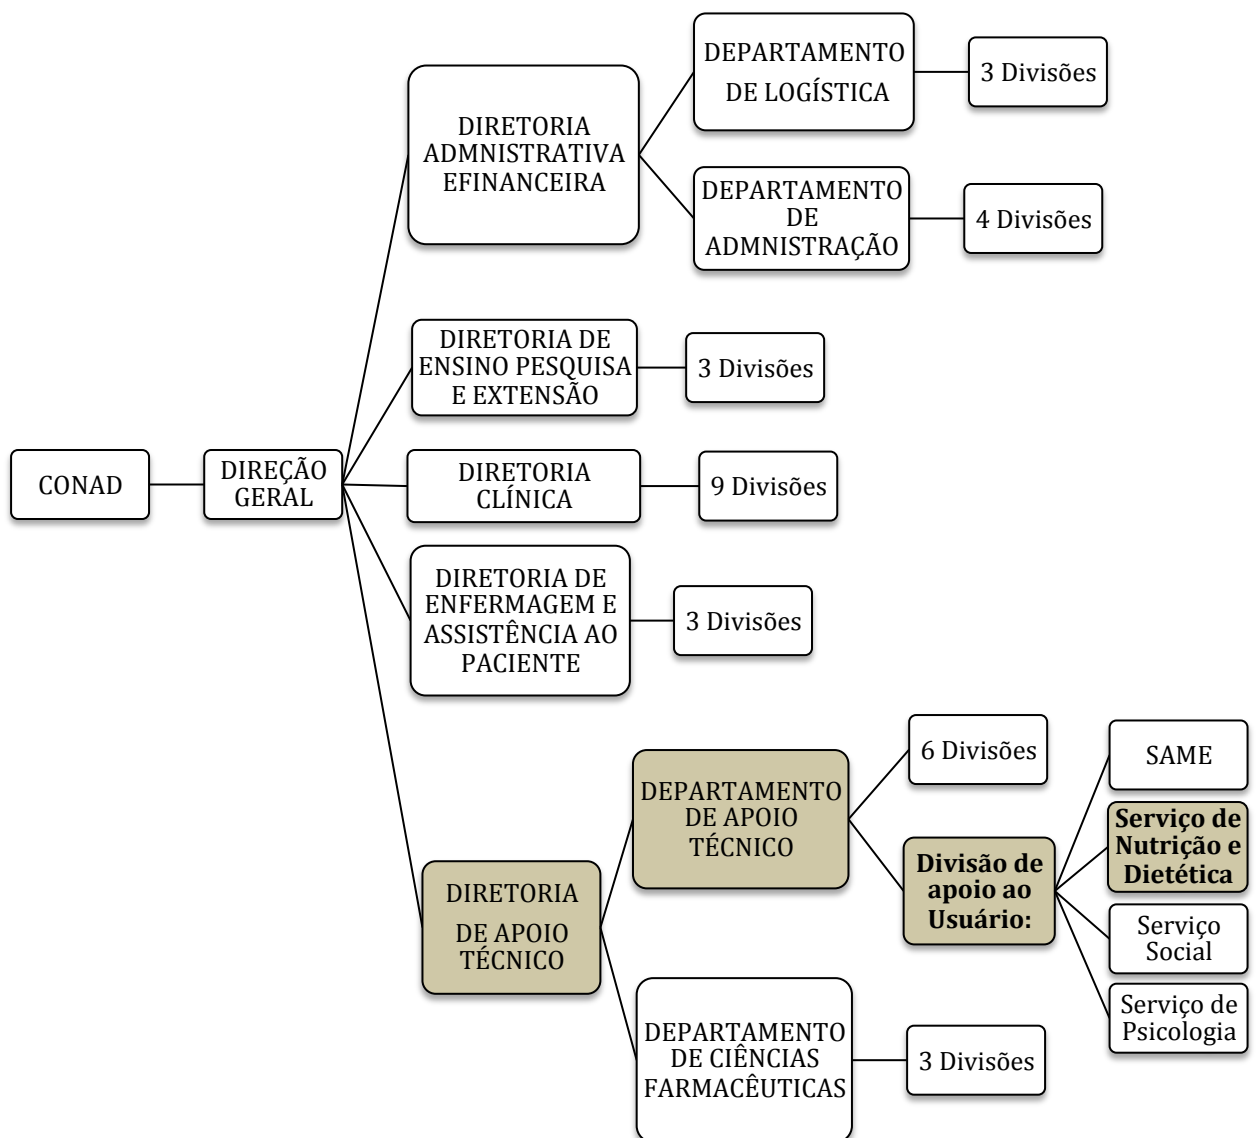 DEPARTAMENTO
DE LOGÍSTICA
3 Divisões
DIRETORIA
ADMNISTRATIVA
EFINANCEIRA
DEPARTAMENTO
DE
ADMNISTRAÇÃO
4 Divisões
DIRETORIA DE
ENSINO PESQUISA
E EXTENSÃO
3 Divisões
CONAD
DIREÇÃO
GERAL
DIRETORIA
CLÍNICA
9 Divisões
DIRETORIA DE
ENFERMAGEM E
ASSISTÊNCIA AO
PACIENTE
3 Divisões
DIRETORIA
DE APOIO
TÉCNICO
DEPARTAMENTO
DE APOIO
TÉCNICO
6 Divisões
Divisão de
apoio ao
Usuário:
SAME
Serviço de
Nutrição e
Dietética
Serviço
Social
Serviço de
Psicologia
DEPARTAMENTO
DE CIÊNCIAS
FARMACÊUTICAS
3 Divisões